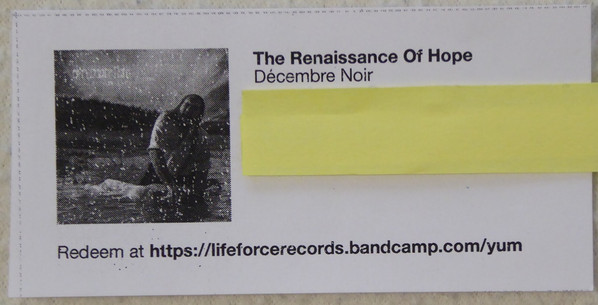 The Renaissance Of Hope
Décembre Noir
Redeem at https://lifeforcerecords.bandcamp.com/yum